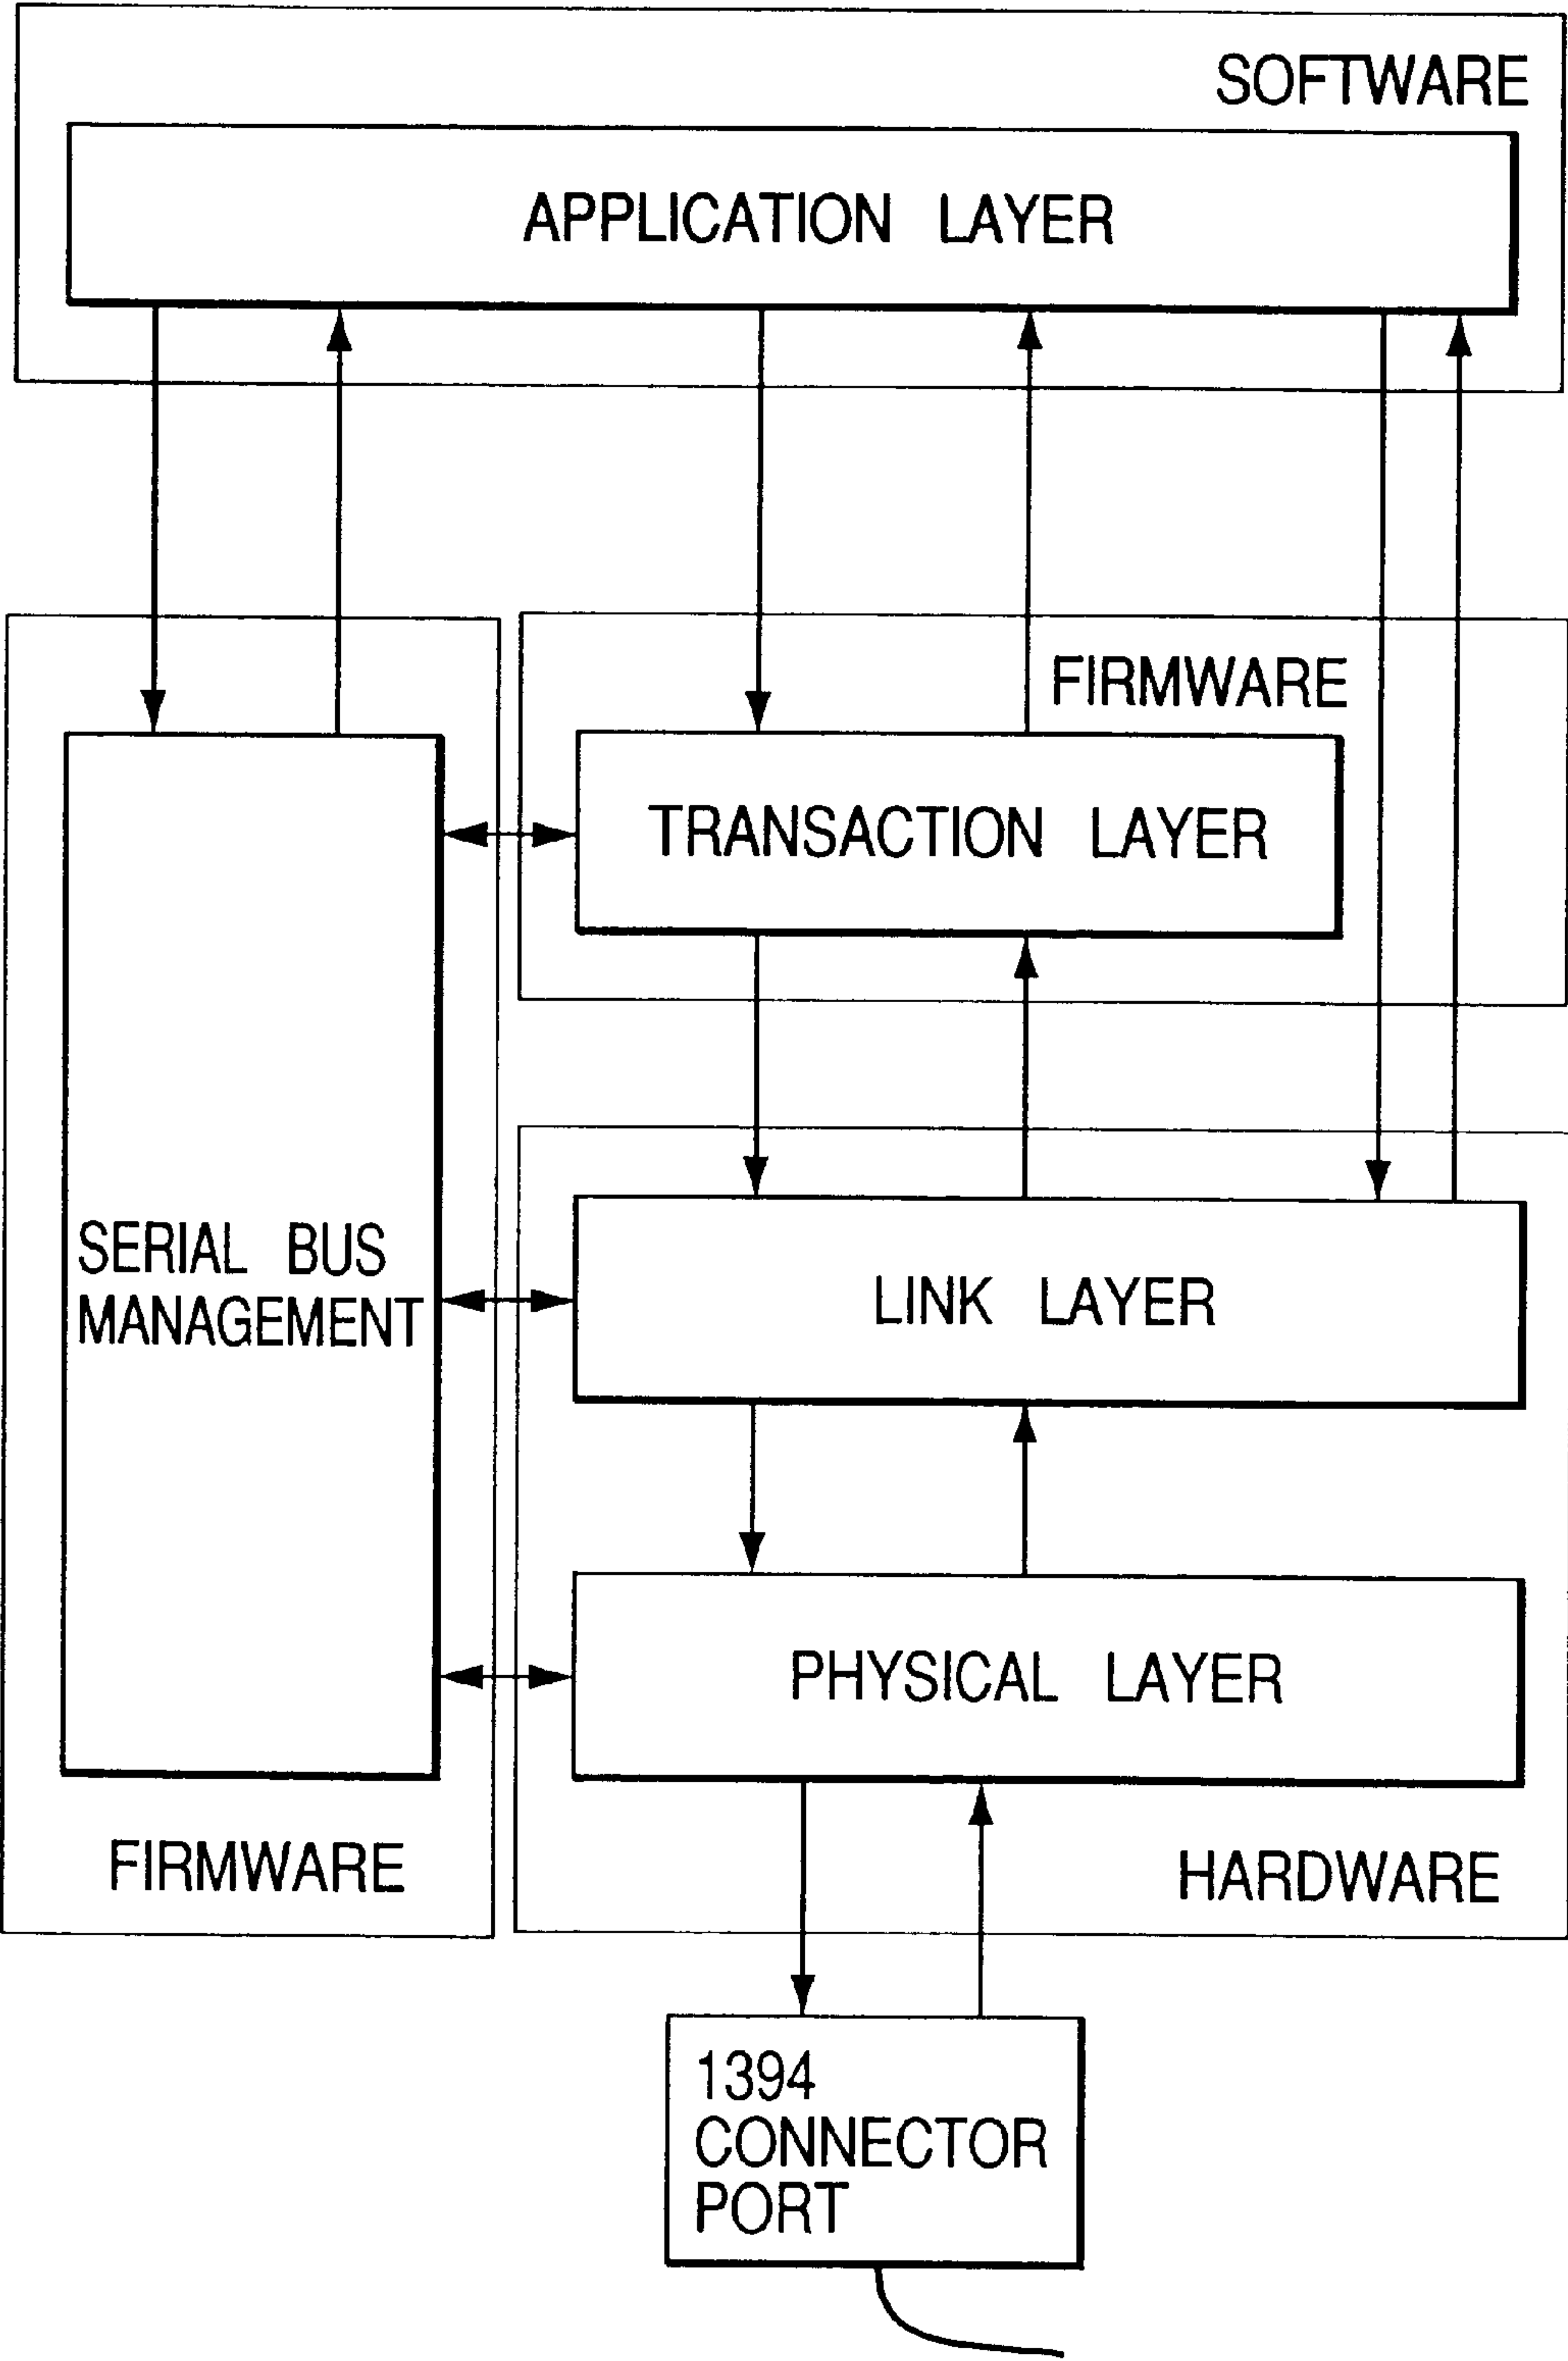 SOFTWARE
APPLICATION LAYER
FIRMWARE
TRANSACTION LAYER
SERIAL BUS
MANAGEMENT
LINK LAYER
PHYSICAL LAYER
FIRMWARE
HARDWARE
1394
CONNECTOR
PORT